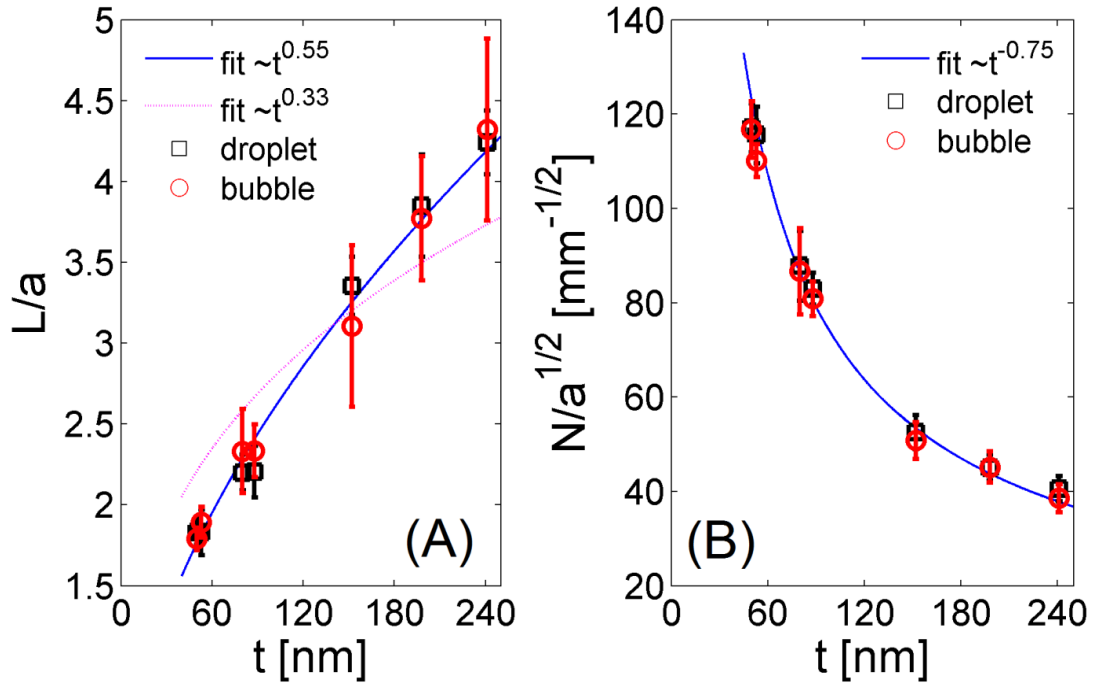 5
4.5
4
3.5
3
2.5
2
1.5
L/a
fit ~t^0.55
fit ~t^0.33
droplet
bubble
(A)
0 60 120 180 240
t [nm]
140
120
100
80
60
40
20
N/a^1/2 [mm^-1/2]
fit ~t^-0.75
droplet
bubble
(B)
0 60 120 180 240
t [nm]